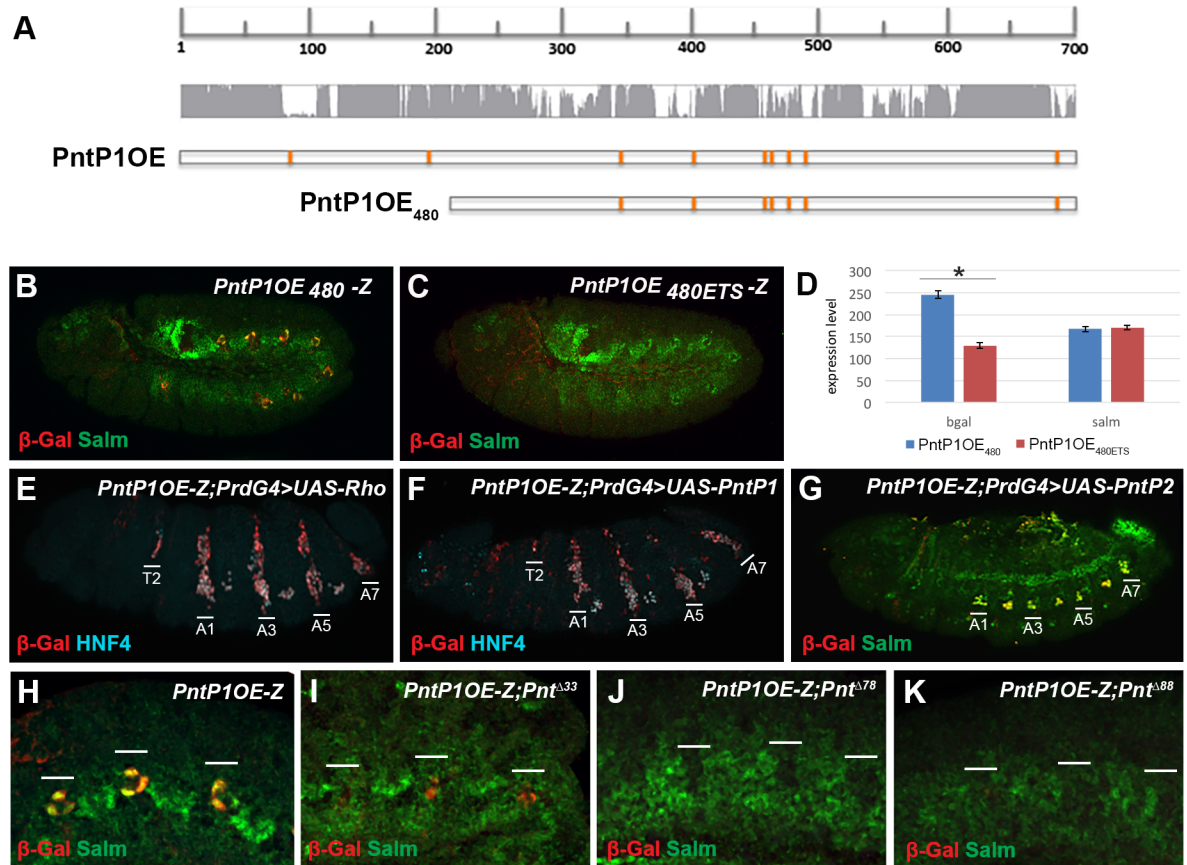 A
1 100 200 300 400 500 600 700
PntP1OE
PntP1OE480
B
PntP1OE 480 -Z
β-Gal Salm
C
PntP1OE 480ETS -Z
β-Gal Salm
D
expression level
300
250
200
150
100
50
0
*
bgal salm
PntP1OE480 PntP1OE480ETS
E
PntP1OE-Z;PrdG4>UAS-Rho
T2
A1
A3
A5
A7
β-Gal HNF4
F
PntP1OE-Z;PrdG4>UAS-PntP1
T2
A1
A3
A5
A7
β-Gal HNF4
G
PntP1OE-Z;PrdG4>UAS-PntP2
A1
A3
A5
A7
β-Gal Salm
H
PntP1OE-Z
β-Gal Salm
I
PntP1OE-Z;PntΔ33
β-Gal Salm
J
PntP1OE-Z;PntΔ78
β-Gal Salm
K
PntP1OE-Z;PntΔ88
β-Gal Salm